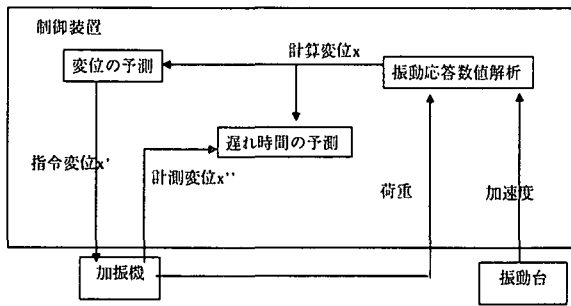 制御装置
計算変位x
変位の予測
振動応答数値解析
遅れ時間の予測
指令変位x'
計測変位x''
荷重
加速度
加振機
振動台